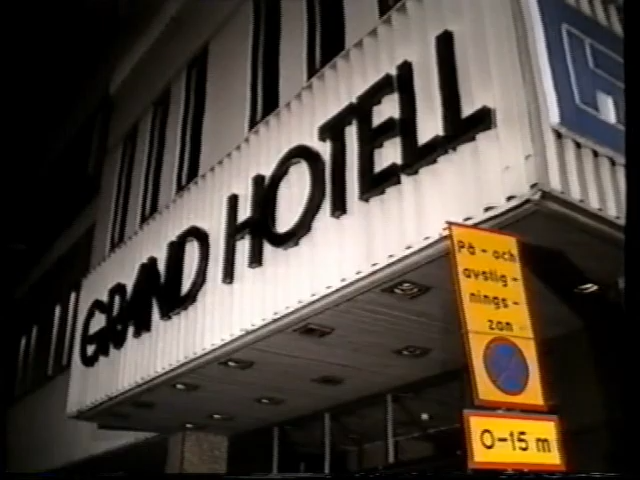 GRAND HOTELL
På - och
avstig-
nings-
zon
0-15 m